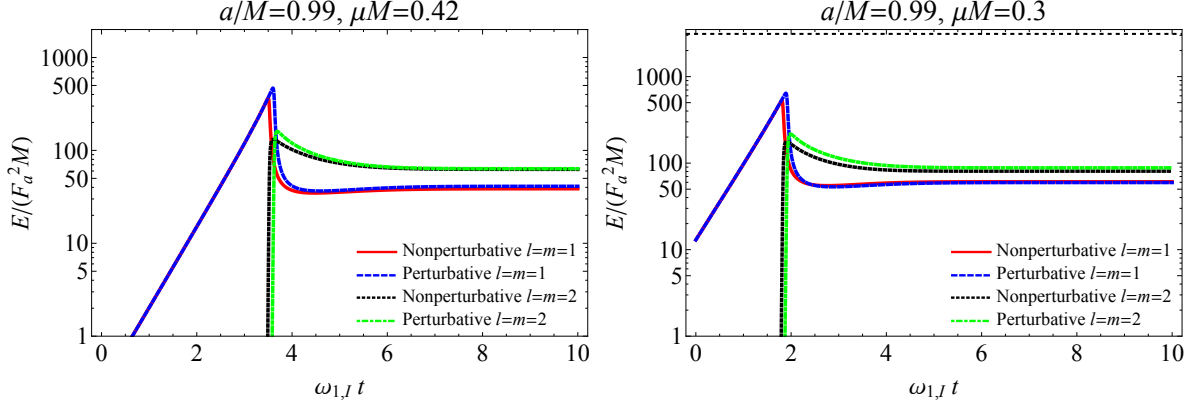 a/M=0.99, μM=0.42
E/(F_a^2 M)
1000
500
100
50
10
5
1
0
2
4
6
8
10
ω_{1,I} t
Nonperturbative l=m=1
Perturbative l=m=1
Nonperturbative l=m=2
Perturbative l=m=2
a/M=0.99, μM=0.3
E/(F_a^2 M)
1000
500
100
50
10
5
1
0
2
4
6
8
10
ω_{1,I} t
Nonperturbative l=m=1
Perturbative l=m=1
Nonperturbative l=m=2
Perturbative l=m=2